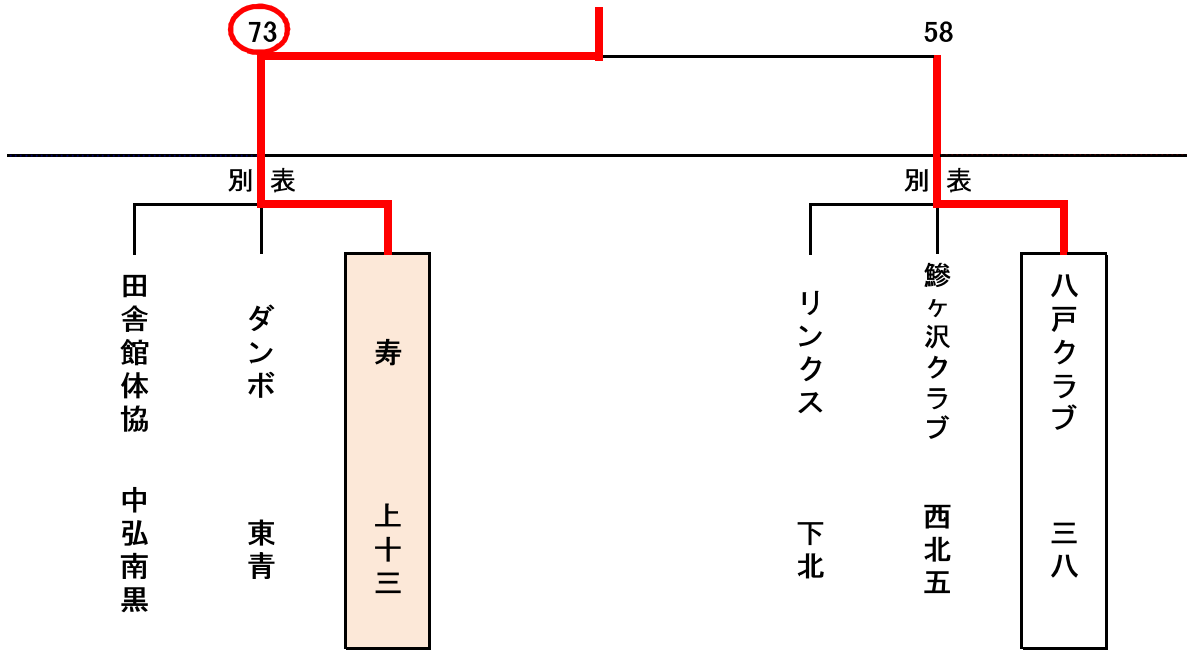 73
58
別表
別表
田舎館体協
中弘南黒
ダンボ
東青
寿
上十三
リンクス
下北
鰺ヶ沢クラブ
西北五
八戸クラブ
三八